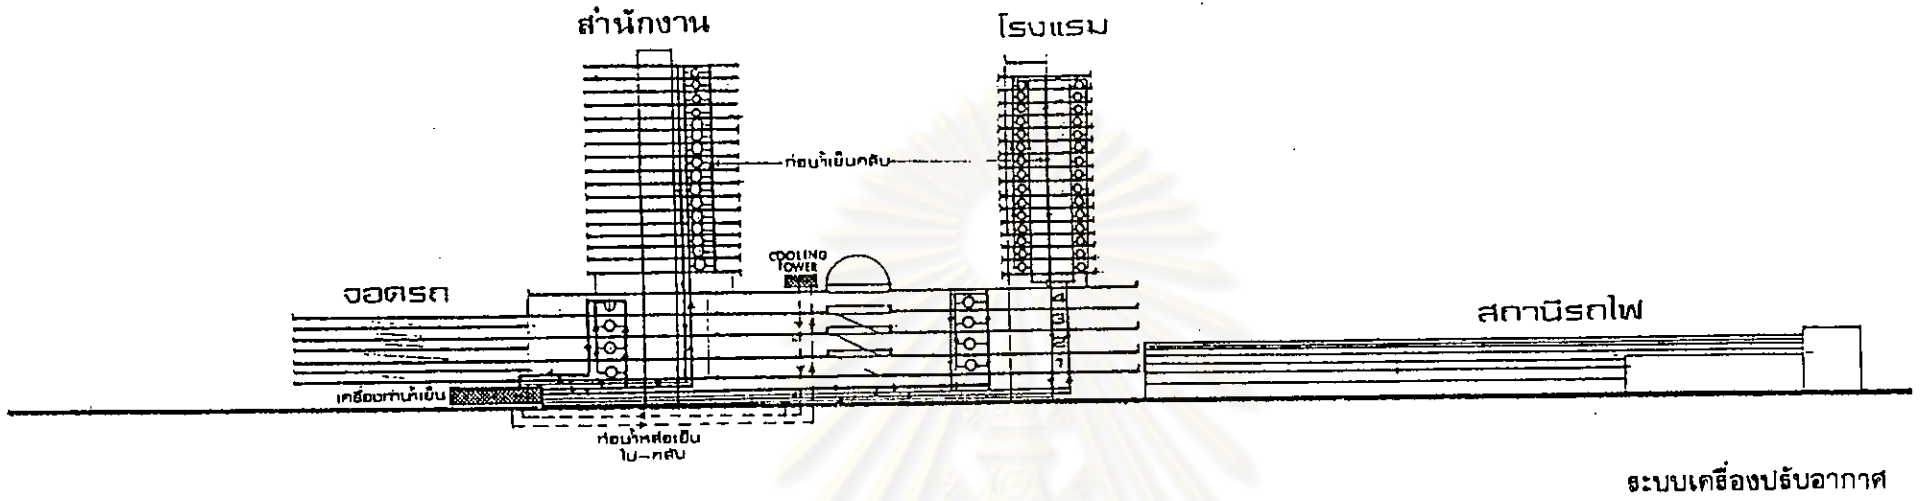 สำนักงาน
โรงแรม
ท่อน้ำเย็นกลับ
COOLING
TOWER
จอดรถ
สถานีรถไฟ
4
3
2
1
เครื่องทำน้ำเย็น
ท่อน้ำหล่อเย็น
ไป-กลับ
ระบบเครื่องปรับอากาศ